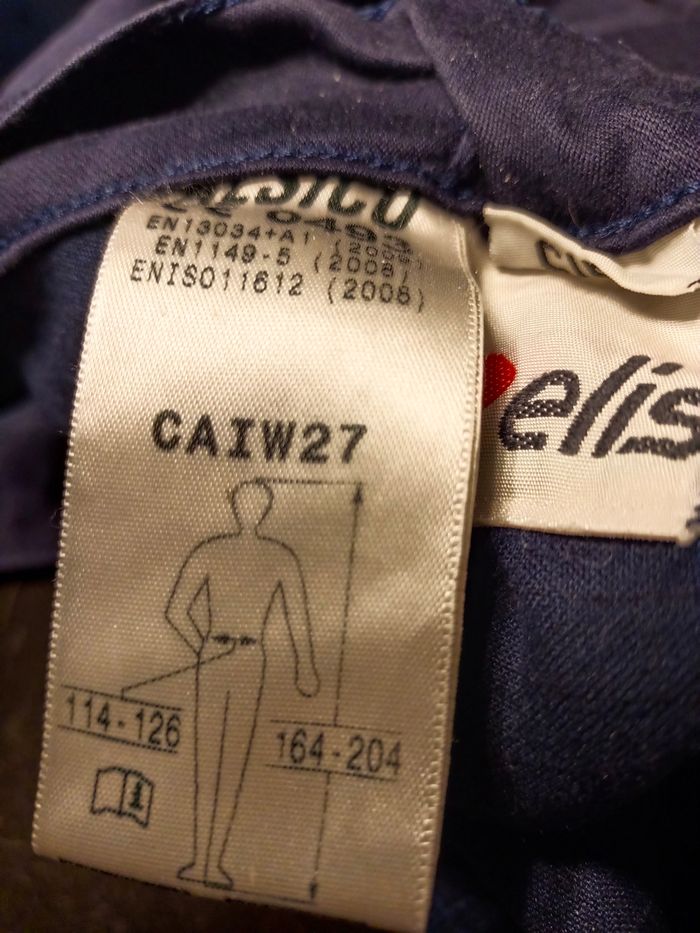 EN13034+A1
EN1149-5 (2008)
ENISO11612 (2008)
CAIW27
elis
114-126
164-204